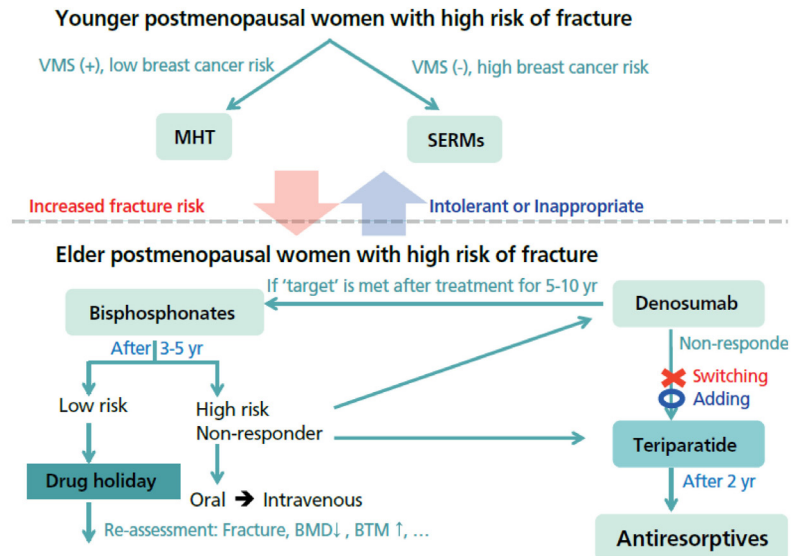 Younger postmenopausal women with high risk of fracture
VMS (+), low breast cancer risk
VMS (-), high breast cancer risk
MHT
SERMs
Increased fracture risk
Intolerant or Inappropriate
Elder postmenopausal women with high risk of fracture
If 'target' is met after treatment for 5-10 yr
Bisphosphonates
Denosumab
After 3-5 yr
Non-responder
Switching
Adding
Low risk
High risk
Non-responder
Teriparatide
Drug holiday
After 2 yr
Oral ➔ Intravenous
Re-assessment: Fracture, BMD↓ , BTM ↑, ...
Antiresorptives